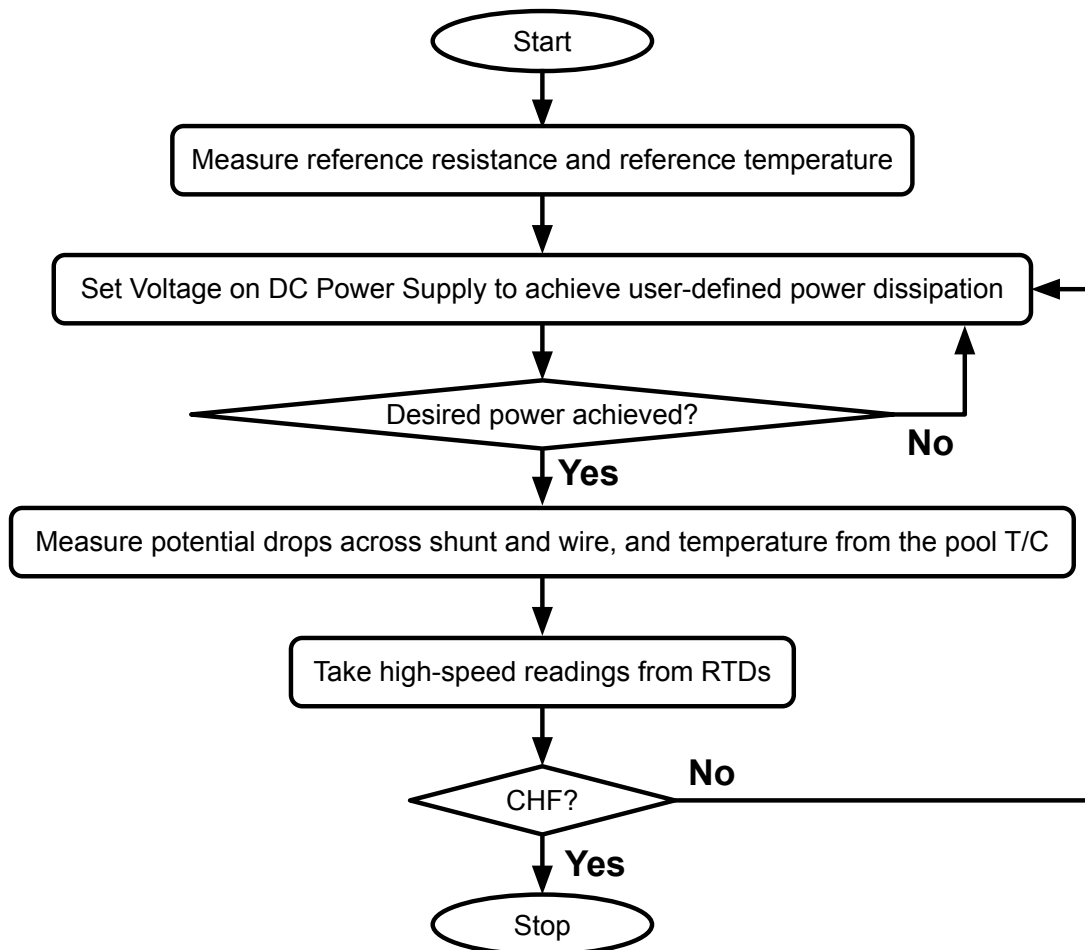 Start
Measure reference resistance and reference temperature
Set Voltage on DC Power Supply to achieve user-defined power dissipation
Desired power achieved?
No
Yes
Measure potential drops across shunt and wire, and temperature from the pool T/C
Take high-speed readings from RTDs
No
CHF?
Yes
Stop